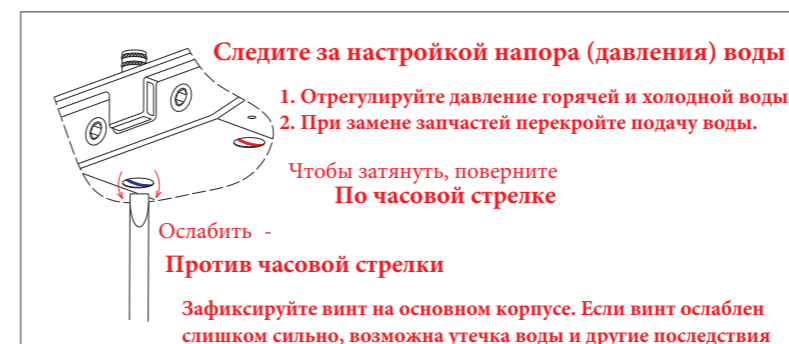 Следите за настройкой напора (давления) воды
1. Отрегулируйте давление горячей и холодной воды
2. При замене запчастей перекройте подачу воды.
Чтобы затянуть, поверните
По часовой стрелке
Ослабить -
Против часовой стрелки
Зафиксируйте винт на основном корпусе. Если винт ослаблен
слишком сильно, возможна утечка воды и другие последствия